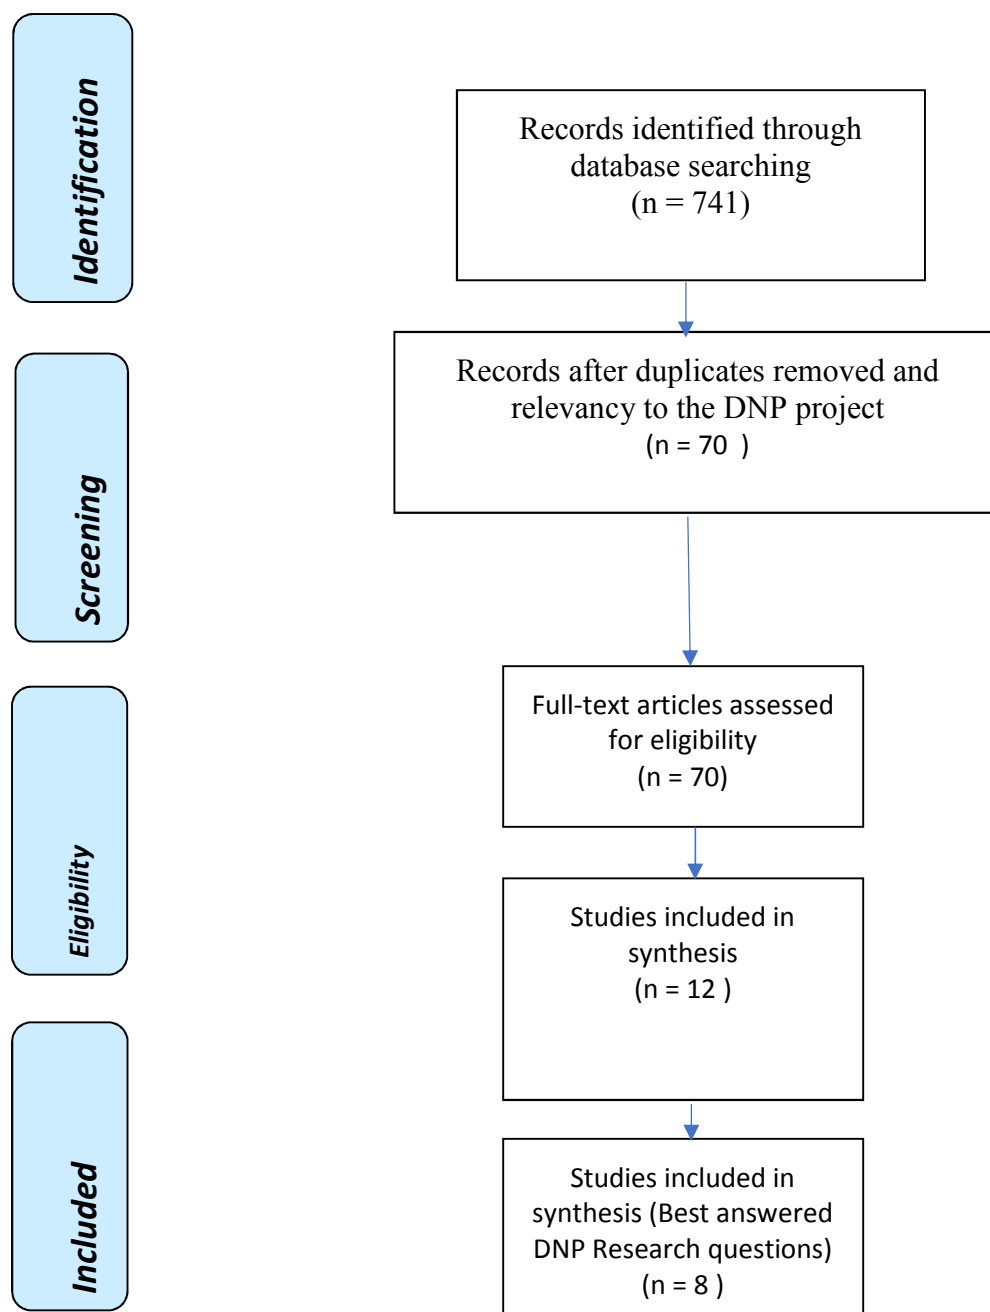 Identification
Records identified through
database searching
(n = 741)
Screening
Records after duplicates removed and
relevancy to the DNP project
(n = 70  )
Eligibility
Full-text articles assessed
for eligibility
(n = 70)
Studies included in
synthesis
(n = 12 )
Included
Studies included in
synthesis (Best answered
DNP Research questions)
(n = 8 )